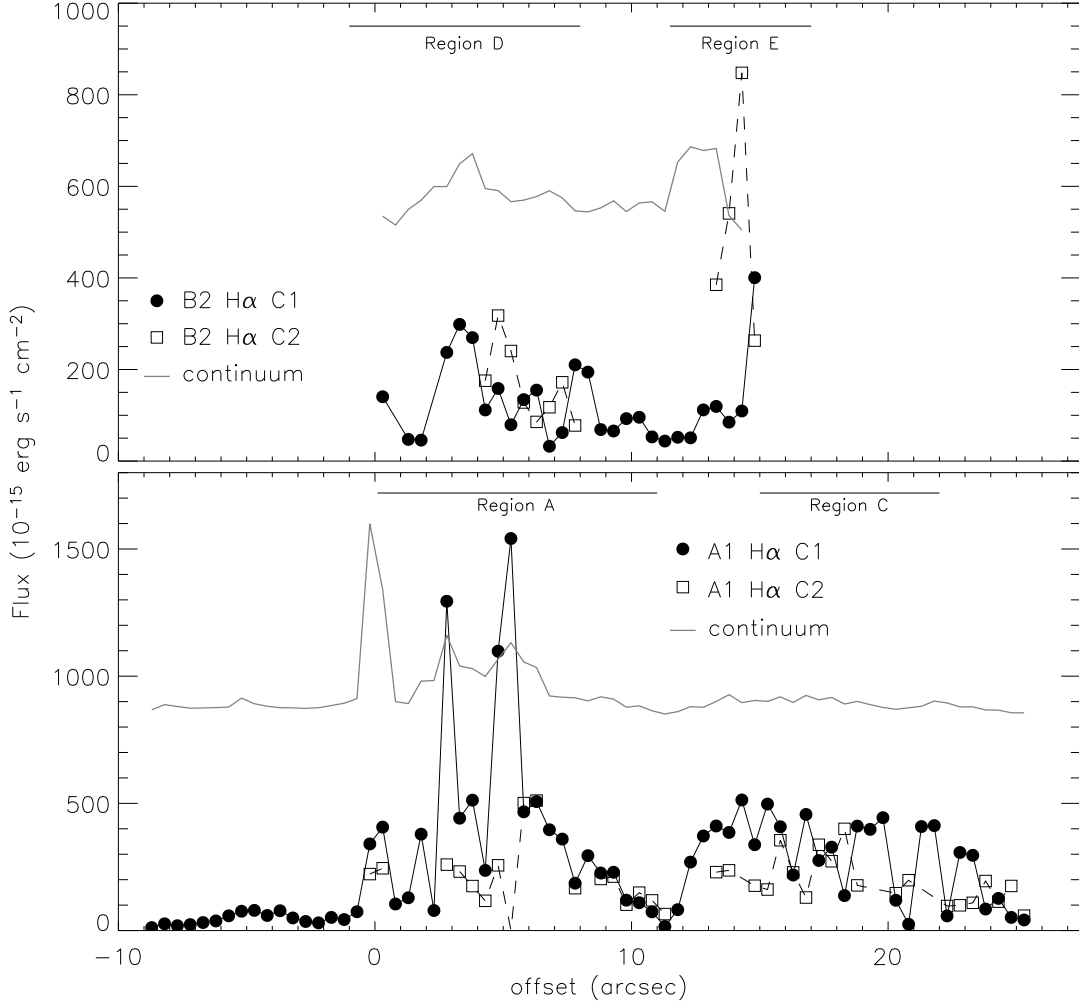 1000
800
600
400
200
0
Region D
Region E
B2 Hα C1
B2 Hα C2
continuum
Flux (10⁻¹⁵ erg s⁻¹ cm⁻²)
1500
1000
500
0
Region A
Region C
A1 Hα C1
A1 Hα C2
continuum
-10
0
10
20
offset (arcsec)